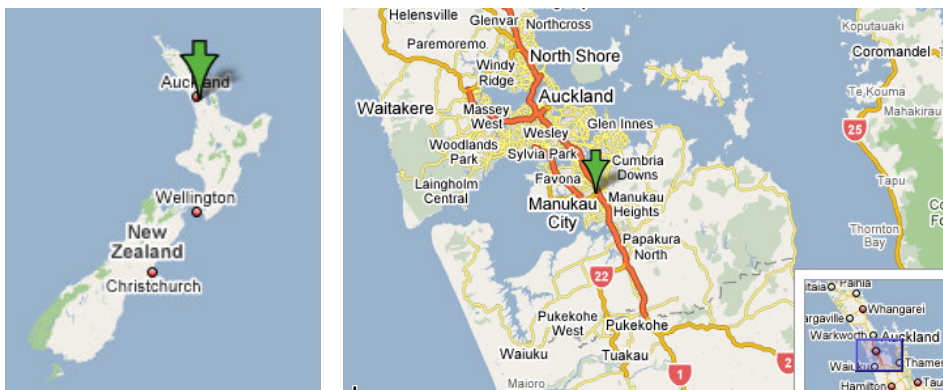 Auckland
Wellington
New
Zealand
Christchurch
Helensville
Glenvar
Northcross
Paremoremo
North Shore
Windy
Ridge
Waitakere
Massey
West
Auckland
Wesley
Glen Innes
Woodlands
Park
Sylvia Park
Cumbria
Downs
Favona
Laingholm
Central
Manukau
City
Manukau
Heights
Papakura
North
22
Pukekohe
West
Pukekohe
Waiuku
Tuakau
Maioro
1
2
Koputauaki
Coromandel
Te Kouma
Mahakirau
25
Tapu
Thornton
Bay
Whangarei
Warkworth
Auckland
Hamilton